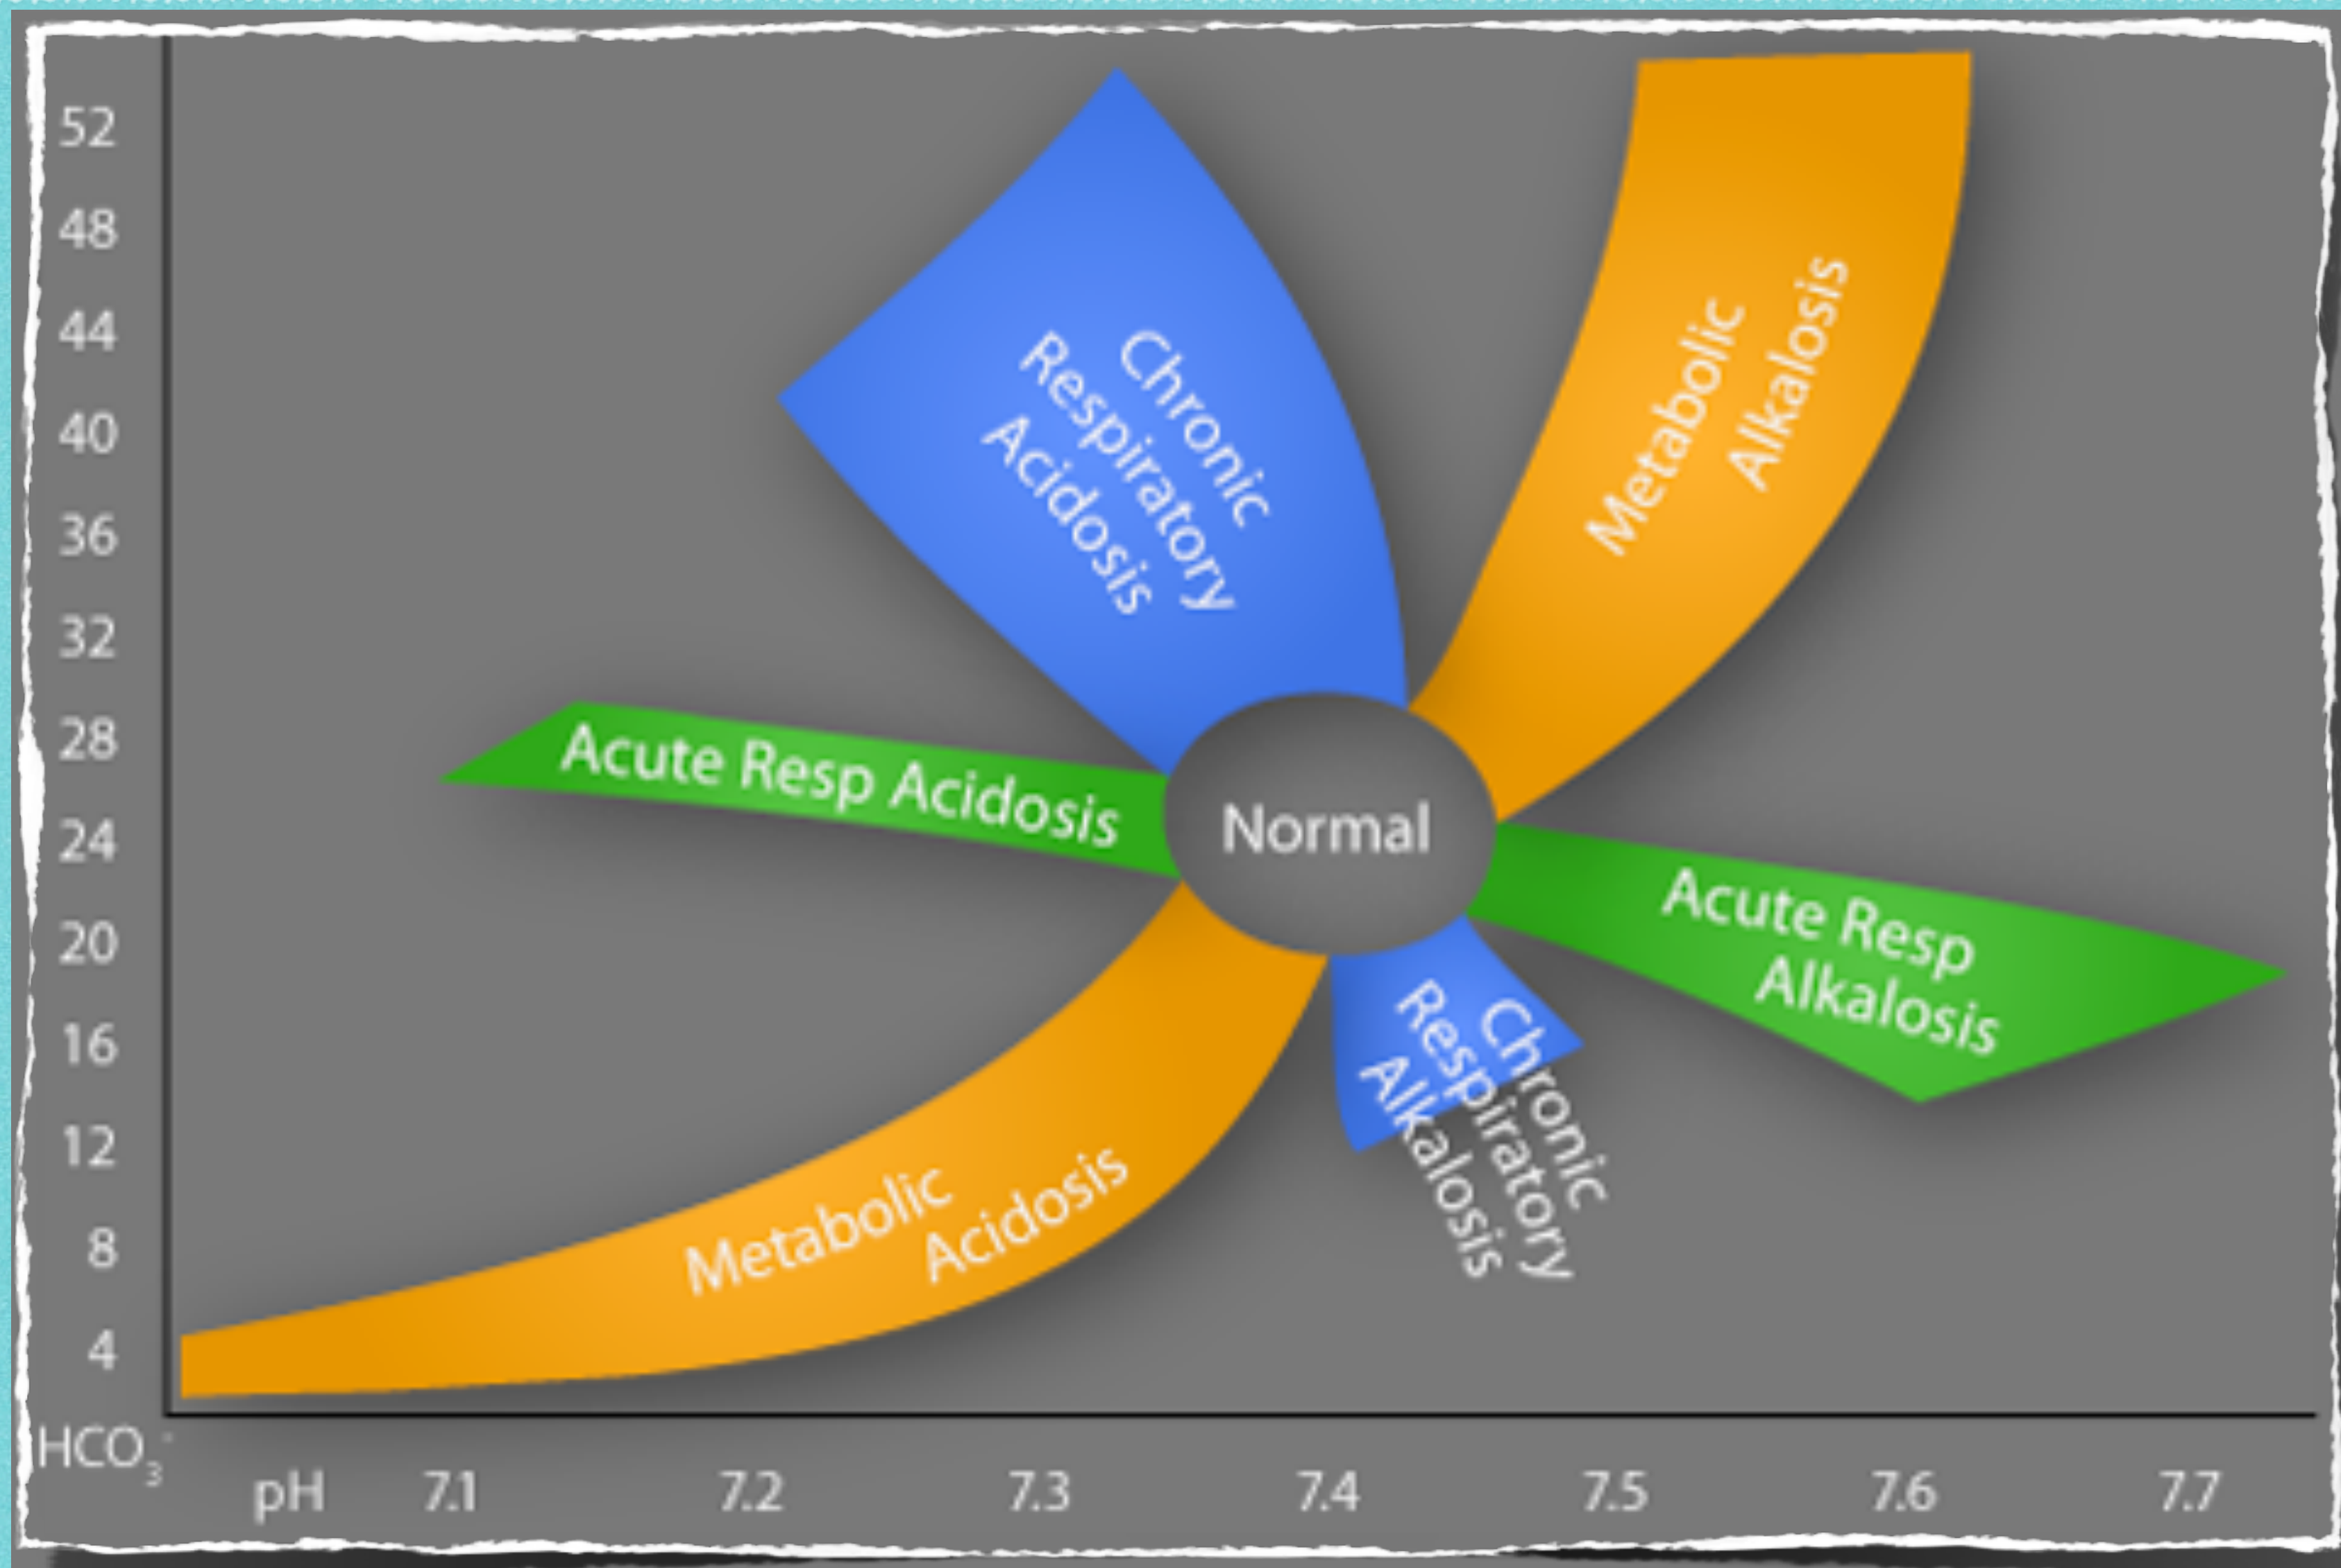 52
48
44
40
36
32
28
24
20
16
12
8
4
HCO3-
pH 7.1 7.2 7.3 7.4 7.5 7.6 7.7
Chronic
Respiratory
Acidosis
Metabolic
Alkalosis
Acute Resp Acidosis
Normal
Acute Resp
Alkalosis
Chronic
Respiratory
Alkalosis
Metabolic
Acidosis